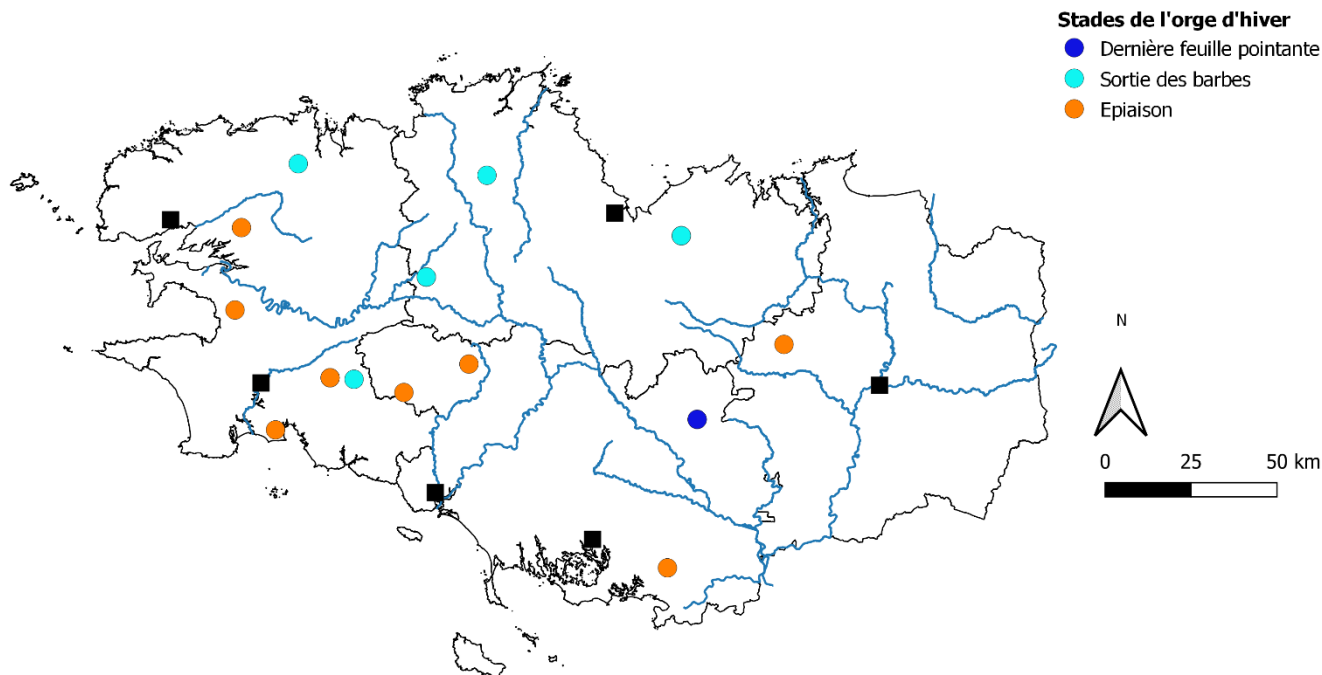 Stades de l'orge d'hiver
Dernière feuille pointante
Sortie des barbes
Epiaison
N
0 25 50 km